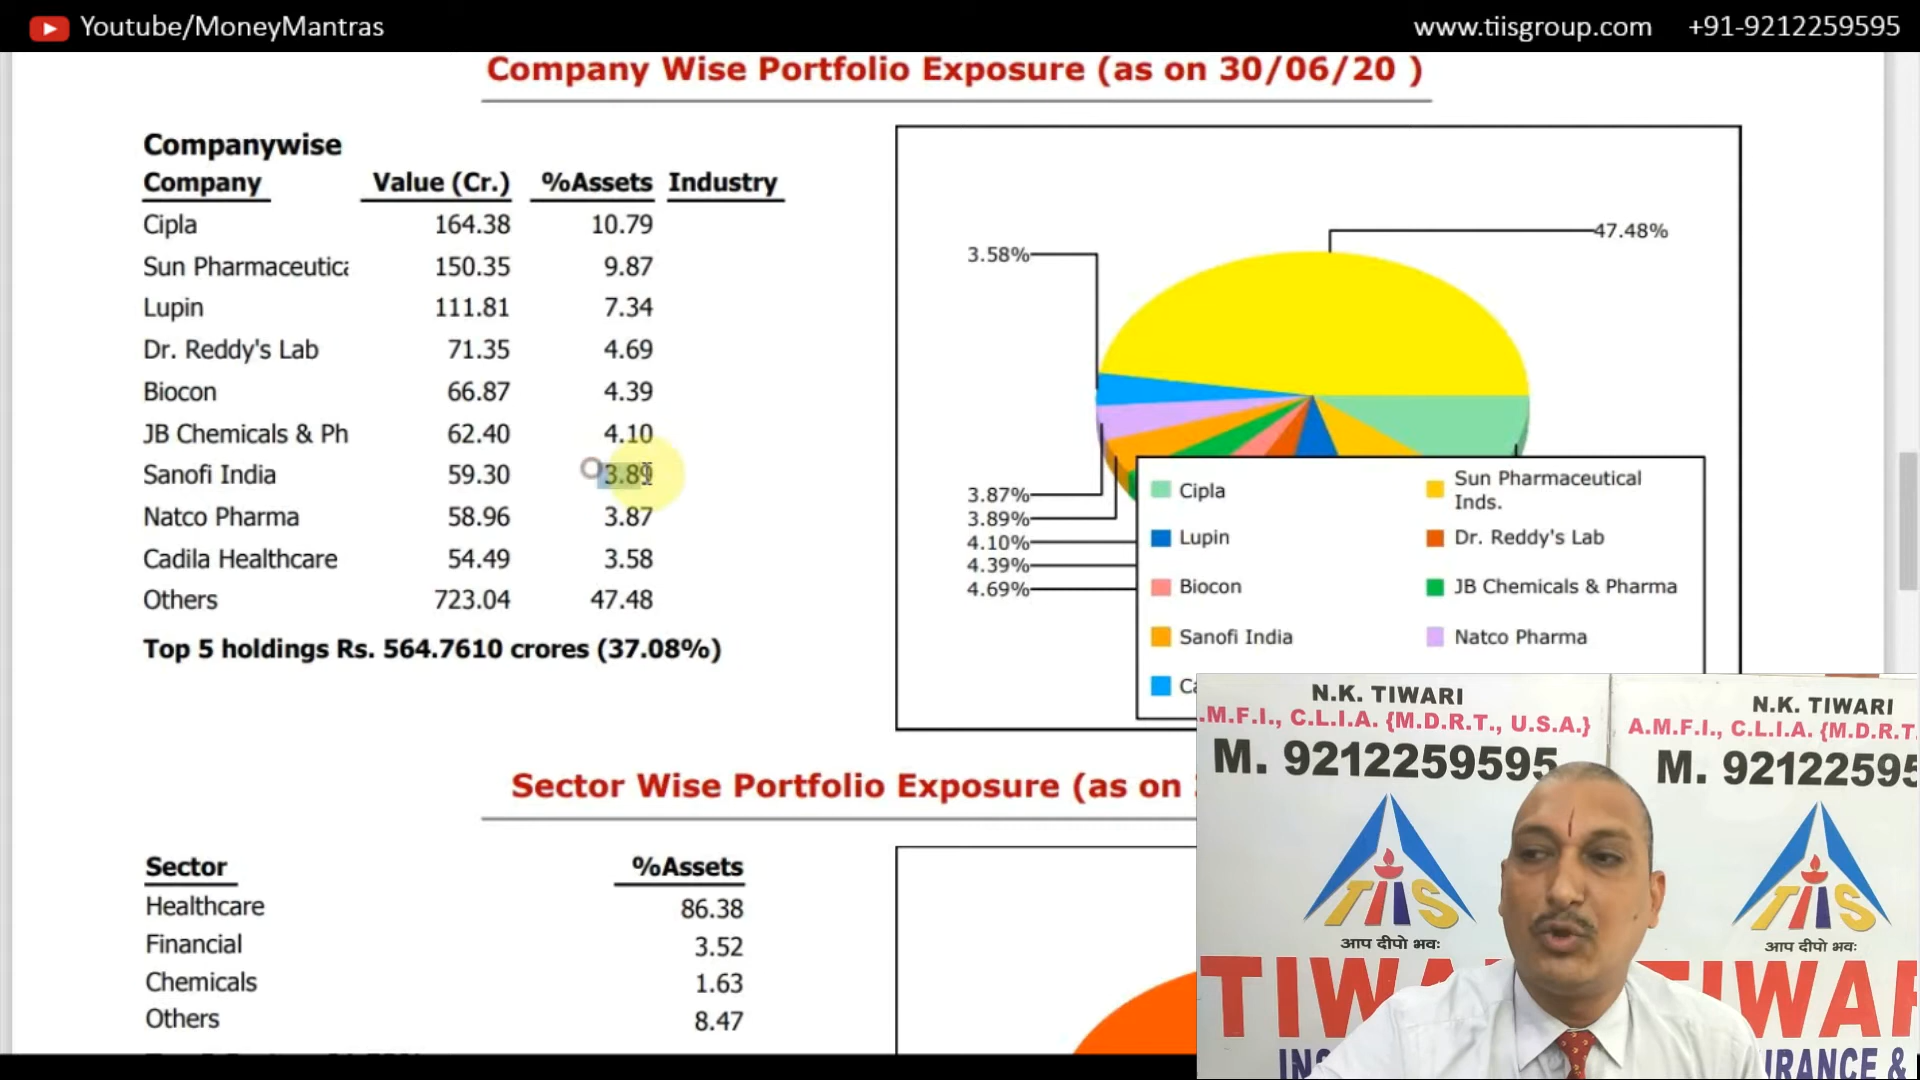 Youtube/MoneyMantras
www.tiisgroup.com +91-9212259595
Company Wise Portfolio Exposure (as on 30/06/20 )
Companywise
Company Value (Cr.) %Assets Industry
Cipla 164.38 10.79
Sun Pharmaceutica 150.35 9.87
Lupin 111.81 7.34
Dr. Reddy's Lab 71.35 4.69
Biocon 66.87 4.39
JB Chemicals & Ph 62.40 4.10
Sanofi India 59.30 3.89
Natco Pharma 58.96 3.87
Cadila Healthcare 54.49 3.58
Others 723.04 47.48
Top 5 holdings Rs. 564.7610 crores (37.08%)
47.48%
3.58%
3.87%
3.89%
4.10%
4.39%
4.69%
Cipla
Sun Pharmaceutical
Inds.
Lupin
Dr. Reddy's Lab
Biocon
JB Chemicals & Pharma
Sanofi India
Natco Pharma
Sector Wise Portfolio Exposure (as on
Sector %Assets
Healthcare 86.38
Financial 3.52
Chemicals 1.63
Others 8.47
N.K. TIWARI
.M.F.I., C.L.I.A. {M.D.R.T., U.S.A.}
M. 9212259595
TIIS
आप दीपो भवः
TIWA
N.K. TIWARI
A.M.F.I., C.L.I.A. {M.D.R.T.
M. 92122595
TIIS
आप दीपो भवः
IWAR
RANCE &